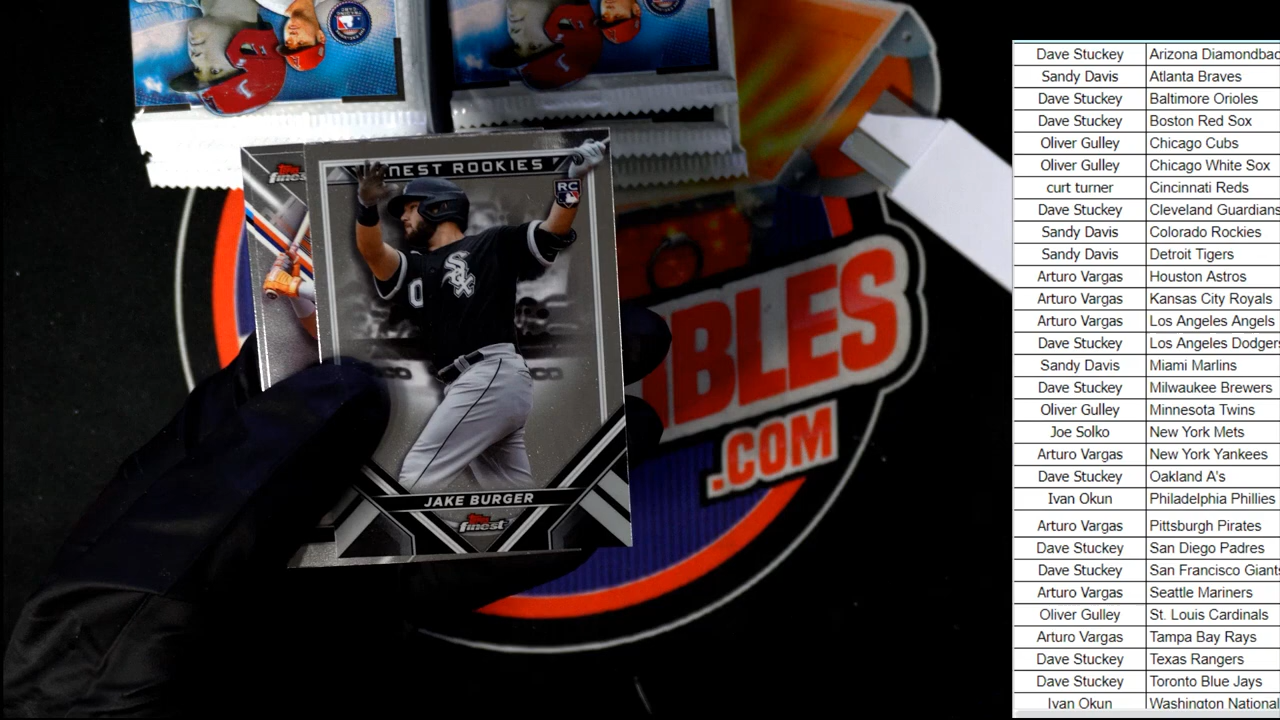 Topps
finest
FINEST ROOKIES
RC
SOX
0
JAKE BURGER
Topps
finest
BLES
.COM
Dave Stuckey Arizona Diamondbac
Sandy Davis Atlanta Braves
Dave Stuckey Baltimore Orioles
Dave Stuckey Boston Red Sox
Oliver Gulley Chicago Cubs
Oliver Gulley Chicago White Sox
curt turner Cincinnati Reds
Dave Stuckey Cleveland Guardians
Sandy Davis Colorado Rockies
Sandy Davis Detroit Tigers
Arturo Vargas Houston Astros
Arturo Vargas Kansas City Royals
Arturo Vargas Los Angeles Angels
Dave Stuckey Los Angeles Dodgers
Sandy Davis Miami Marlins
Dave Stuckey Milwaukee Brewers
Oliver Gulley Minnesota Twins
Joe Solko New York Mets
Arturo Vargas New York Yankees
Dave Stuckey Oakland A's
Ivan Okun Philadelphia Phillies
Arturo Vargas Pittsburgh Pirates
Dave Stuckey San Diego Padres
Dave Stuckey San Francisco Giants
Arturo Vargas Seattle Mariners
Oliver Gulley St. Louis Cardinals
Arturo Vargas Tampa Bay Rays
Dave Stuckey Texas Rangers
Dave Stuckey Toronto Blue Jays
Ivan Okun Washington National